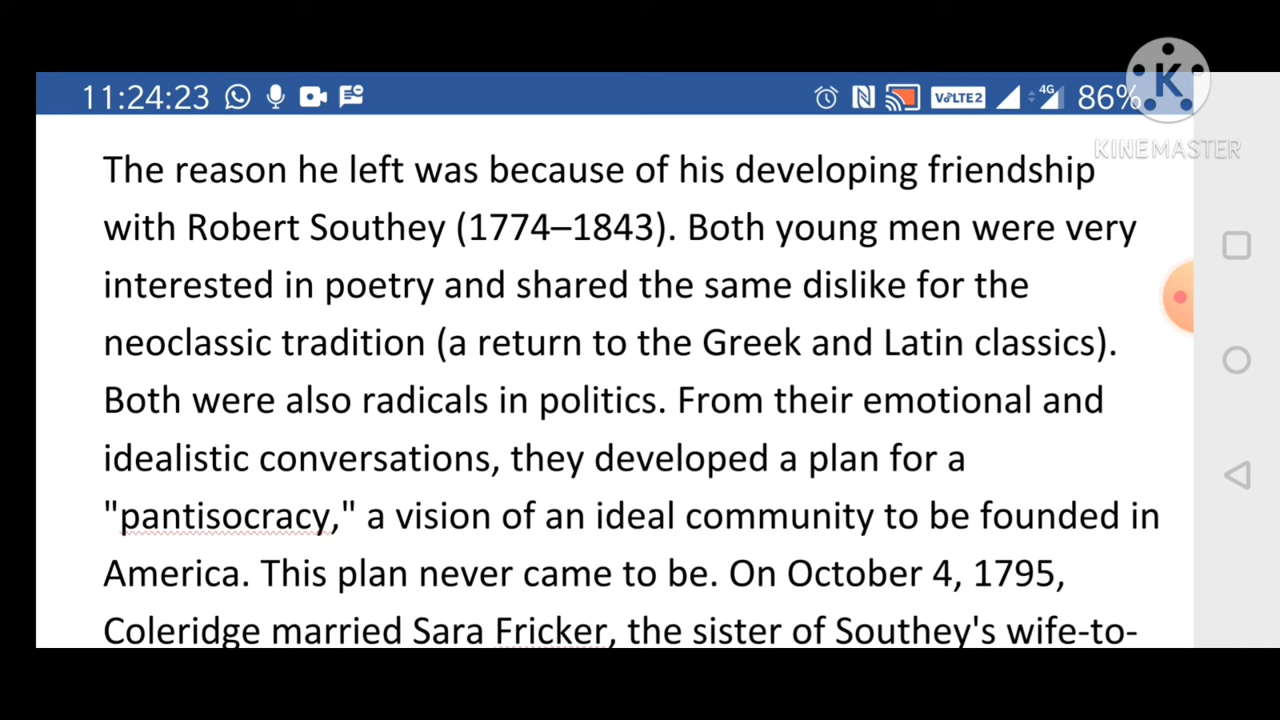 11:24:23 VoLTE2 4G 86%
K
KINEMASTER
The reason he left was because of his developing friendship
with Robert Southey (1774–1843). Both young men were very
interested in poetry and shared the same dislike for the
neoclassic tradition (a return to the Greek and Latin classics).
Both were also radicals in politics. From their emotional and
idealistic conversations, they developed a plan for a
"pantisocracy," a vision of an ideal community to be founded in
America. This plan never came to be. On October 4, 1795,
Coleridge married Sara Fricker, the sister of Southey's wife-to-